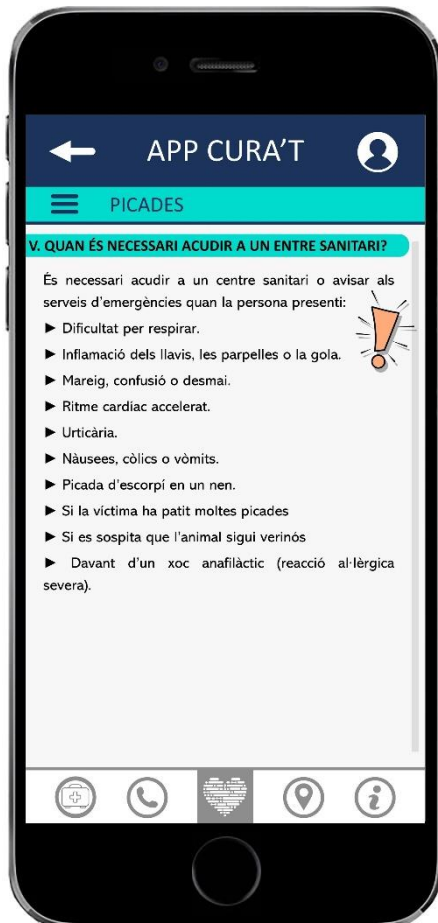 APP CURA'T
PICADES
V. QUAN ÉS NECESSARI ACUDIR A UN ENTRE SANITARI?
És necessari acudir a un centre sanitari o avisar als
serveis d'emergències quan la persona presenti:
► Dificultat per respirar.
► Inflamació dels llavis, les parpelles o la gola.
► Mareig, confusió o desmai.
► Ritme cardíac accelerat.
► Urticària.
► Nàusees, còlics o vòmits.
► Picada d'escorpí en un nen.
► Si la víctima ha patit moltes picades
► Si es sospita que l'animal sigui verinós
► Davant d'un xoc anafilàctic (reacció al·lèrgica
severa).